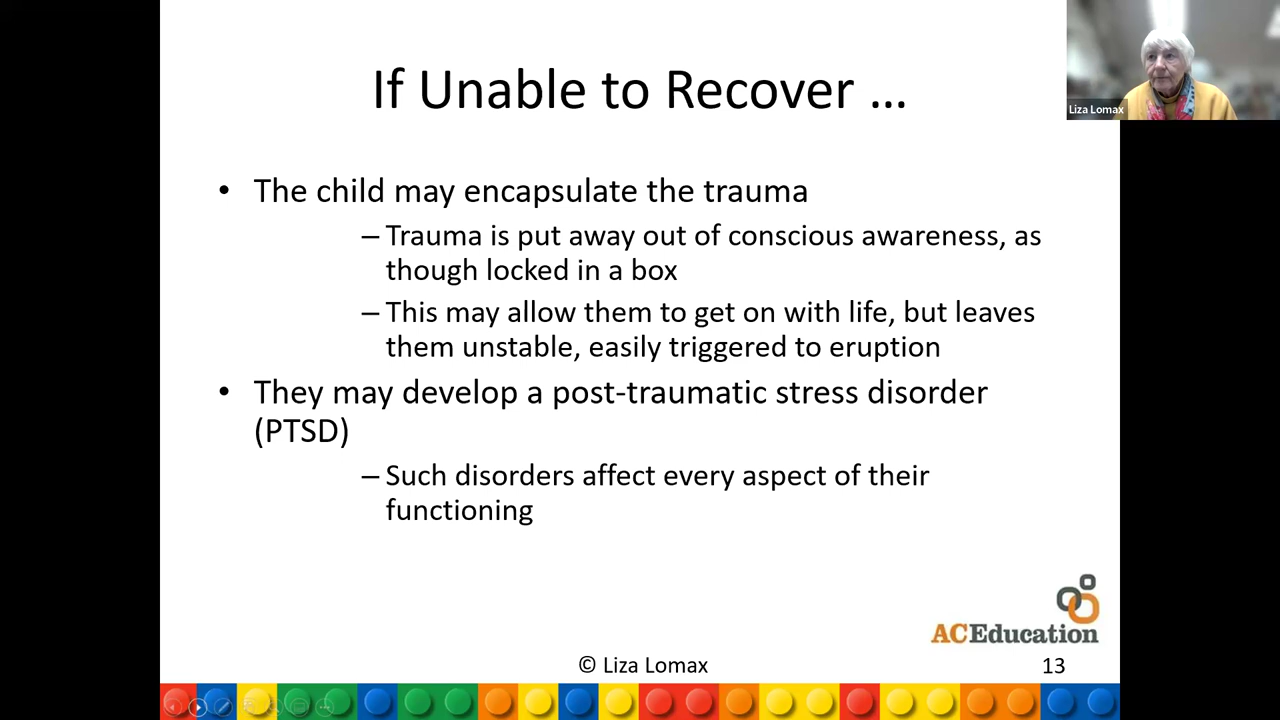 If Unable to Recover ...
Liza Lomax
• The child may encapsulate the trauma
– Trauma is put away out of conscious awareness, as
though locked in a box
– This may allow them to get on with life, but leaves
them unstable, easily triggered to eruption
• They may develop a post-traumatic stress disorder
(PTSD)
– Such disorders affect every aspect of their
functioning
ACEducation
© Liza Lomax
13